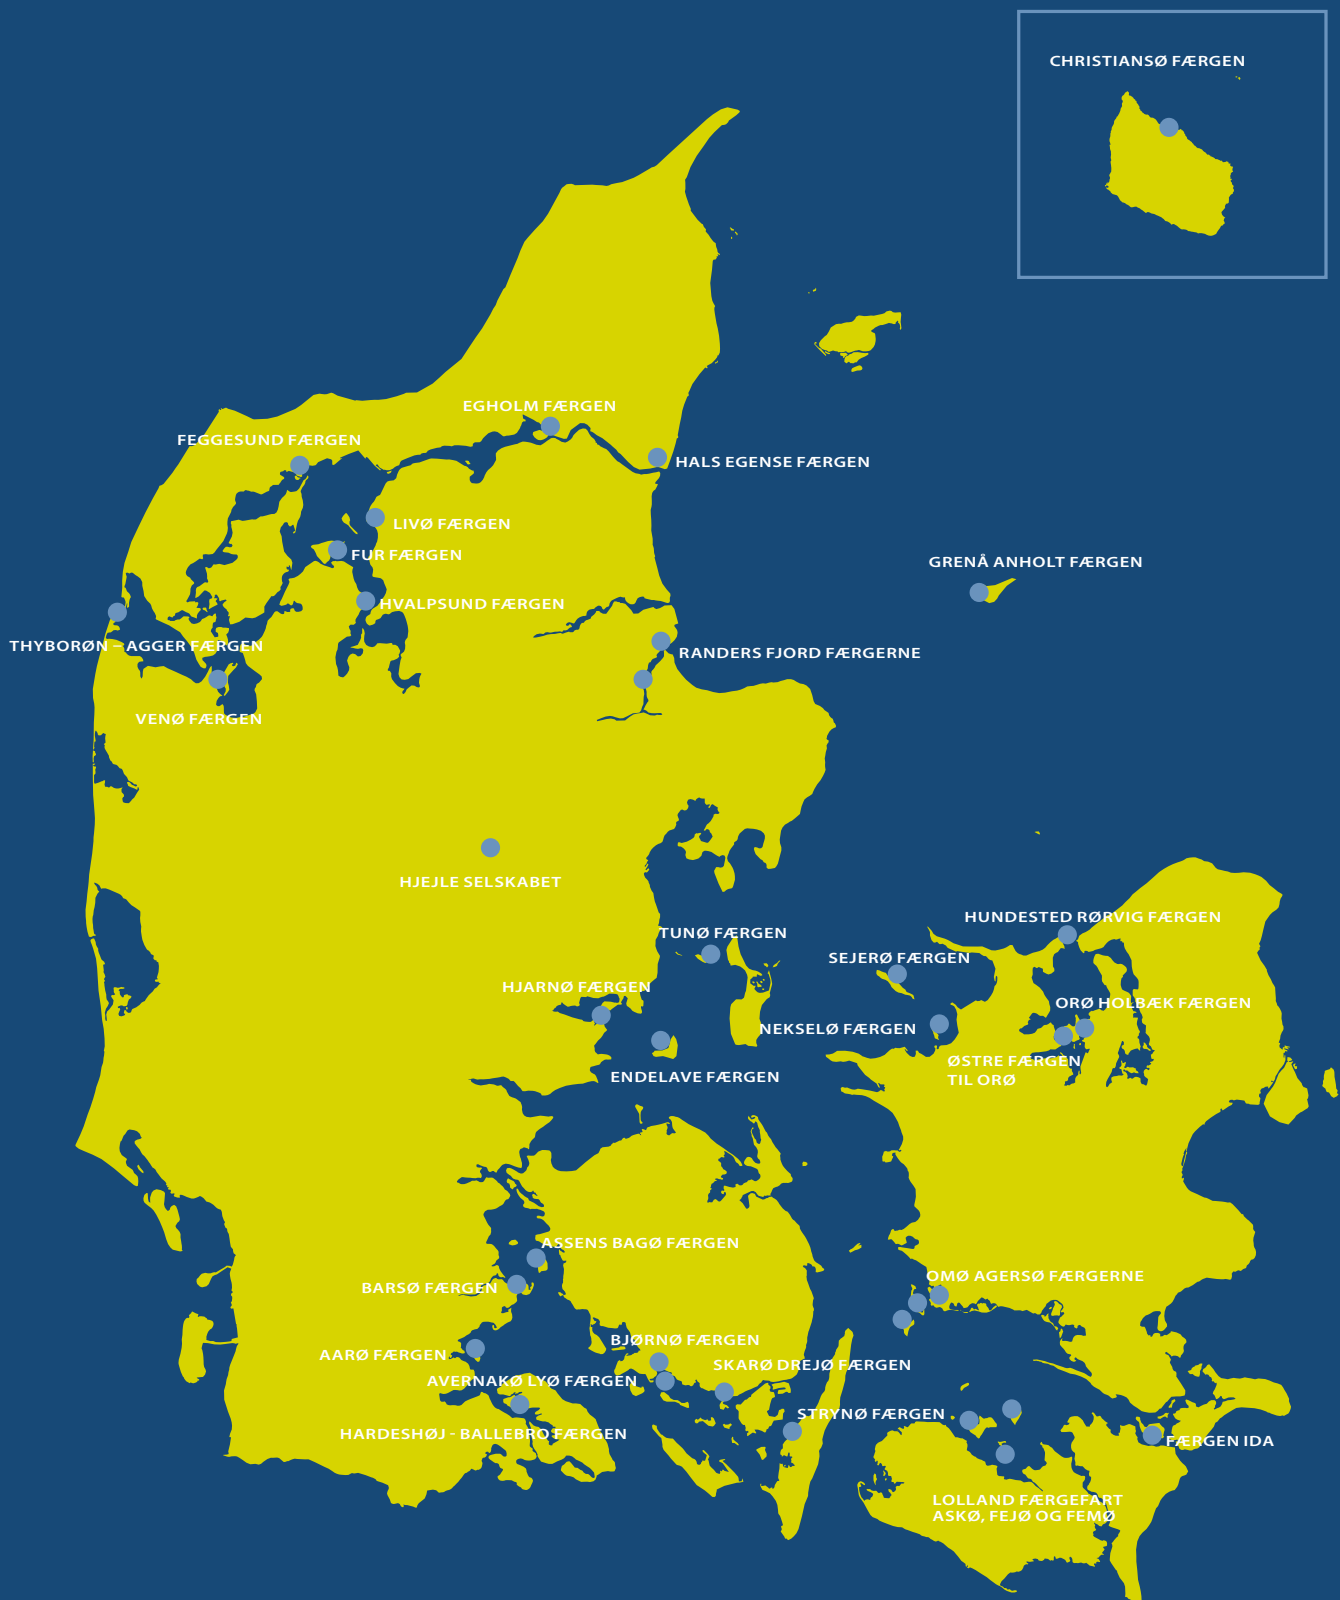 CHRISTIANSØ FÆRGEN
EGHOLM FÆRGEN
FEGGESUND FÆRGEN
HALS EGENSE FÆRGEN
LIVØ FÆRGEN
FUR FÆRGEN
GRENÅ ANHOLT FÆRGEN
HVALPSUND FÆRGEN
THYBORØN – AGGER FÆRGEN
RANDERS FJORD FÆRGERNE
VENØ FÆRGEN
HJEJLE SELSKABET
HUNDESTED RØRVIG FÆRGEN
TUNØ FÆRGEN
SEJERØ FÆRGEN
HJARNØ FÆRGEN
ORØ HOLBÆK FÆRGEN
NEKSELØ FÆRGEN
ØSTRE FÆRGEN
TIL ORØ
ENDELAVE FÆRGEN
ASSENS BAGØ FÆRGEN
OMØ AGERSØ FÆRGERNE
BARSØ FÆRGEN
BJØRNØ FÆRGEN
AARØ FÆRGEN
SKARØ DREJØ FÆRGEN
AVERNAKØ LYØ FÆRGEN
STRYNØ FÆRGEN
HARDESHØJ - BALLEBRO FÆRGEN
FÆRGEN IDA
LOLLAND FÆRGEFART
ASKØ, FEJØ OG FEMØ